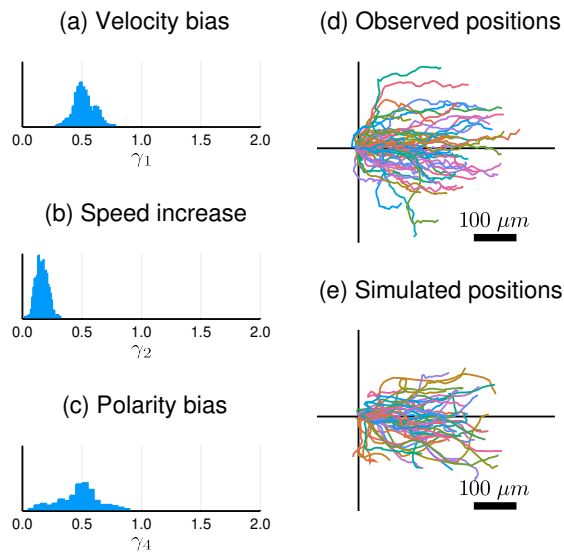 (a) Velocity bias
0.0 0.5 1.0 1.5 2.0
γ1
(b) Speed increase
0.0 0.5 1.0 1.5 2.0
γ2
(c) Polarity bias
0.0 0.5 1.0 1.5 2.0
γ4
(d) Observed positions
100 μm
(e) Simulated positions
100 μm